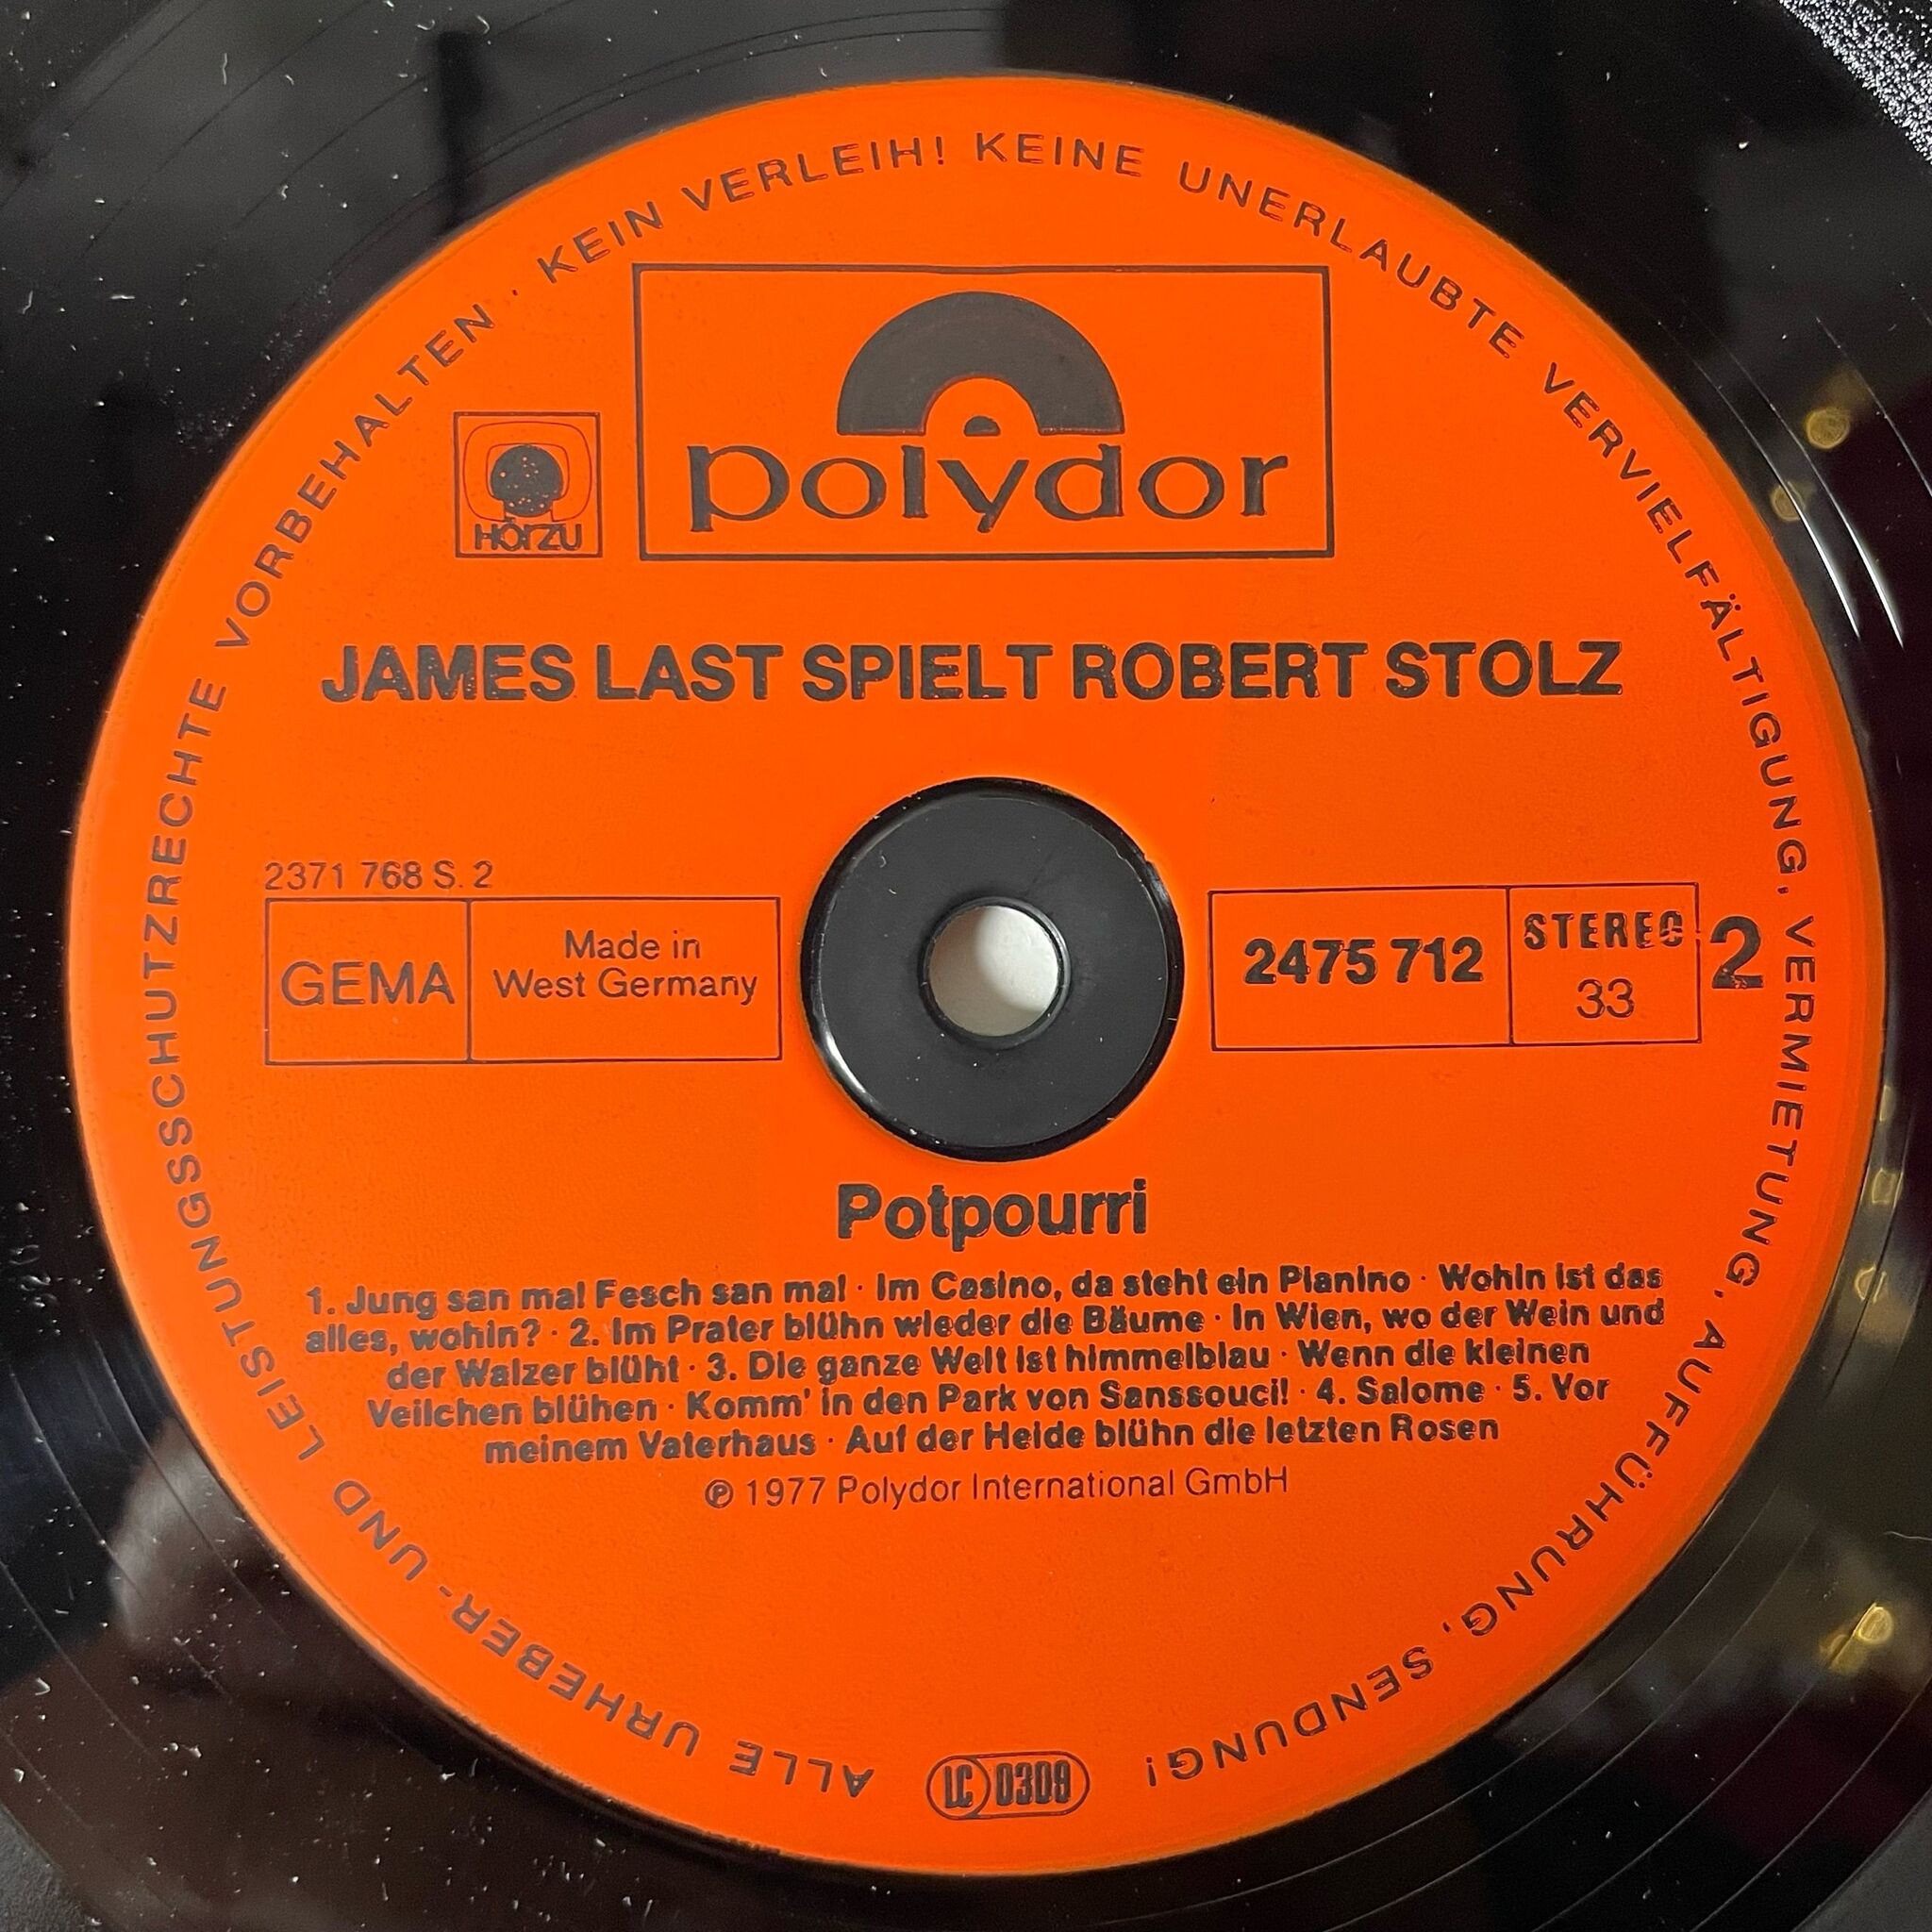 ALLE URHEBER- UND LEISTUNGSSCHUTZRECHTE VORBEHALTEN · KEIN VERLEIH! KEINE UNERLAUBTE VERVIELFÄLTIGUNG, VERMIETUNG, AUFFÜHRUNG, SENDUNG!
polydor
HÖrZU
JAMES LAST SPIELT ROBERT STOLZ
2371 768 S. 2
GEMA
Made in
West Germany
2475 712
STEREO
33
2
Potpourri
1. Jung san ma! Fesch san ma! · Im Casino, da steht ein Pianino · Wohin ist das
alles, wohin? · 2. Im Prater blühn wieder die Bäume · In Wien, wo der Wein und
der Walzer blüht · 3. Die ganze Welt ist himmelblau · Wenn die kleinen
Veilchen blühen · Komm' in den Park von Sanssouci! · 4. Salome · 5. Vor
meinem Vaterhaus · Auf der Heide blühn die letzten Rosen
℗ 1977 Polydor International GmbH
LC 0309